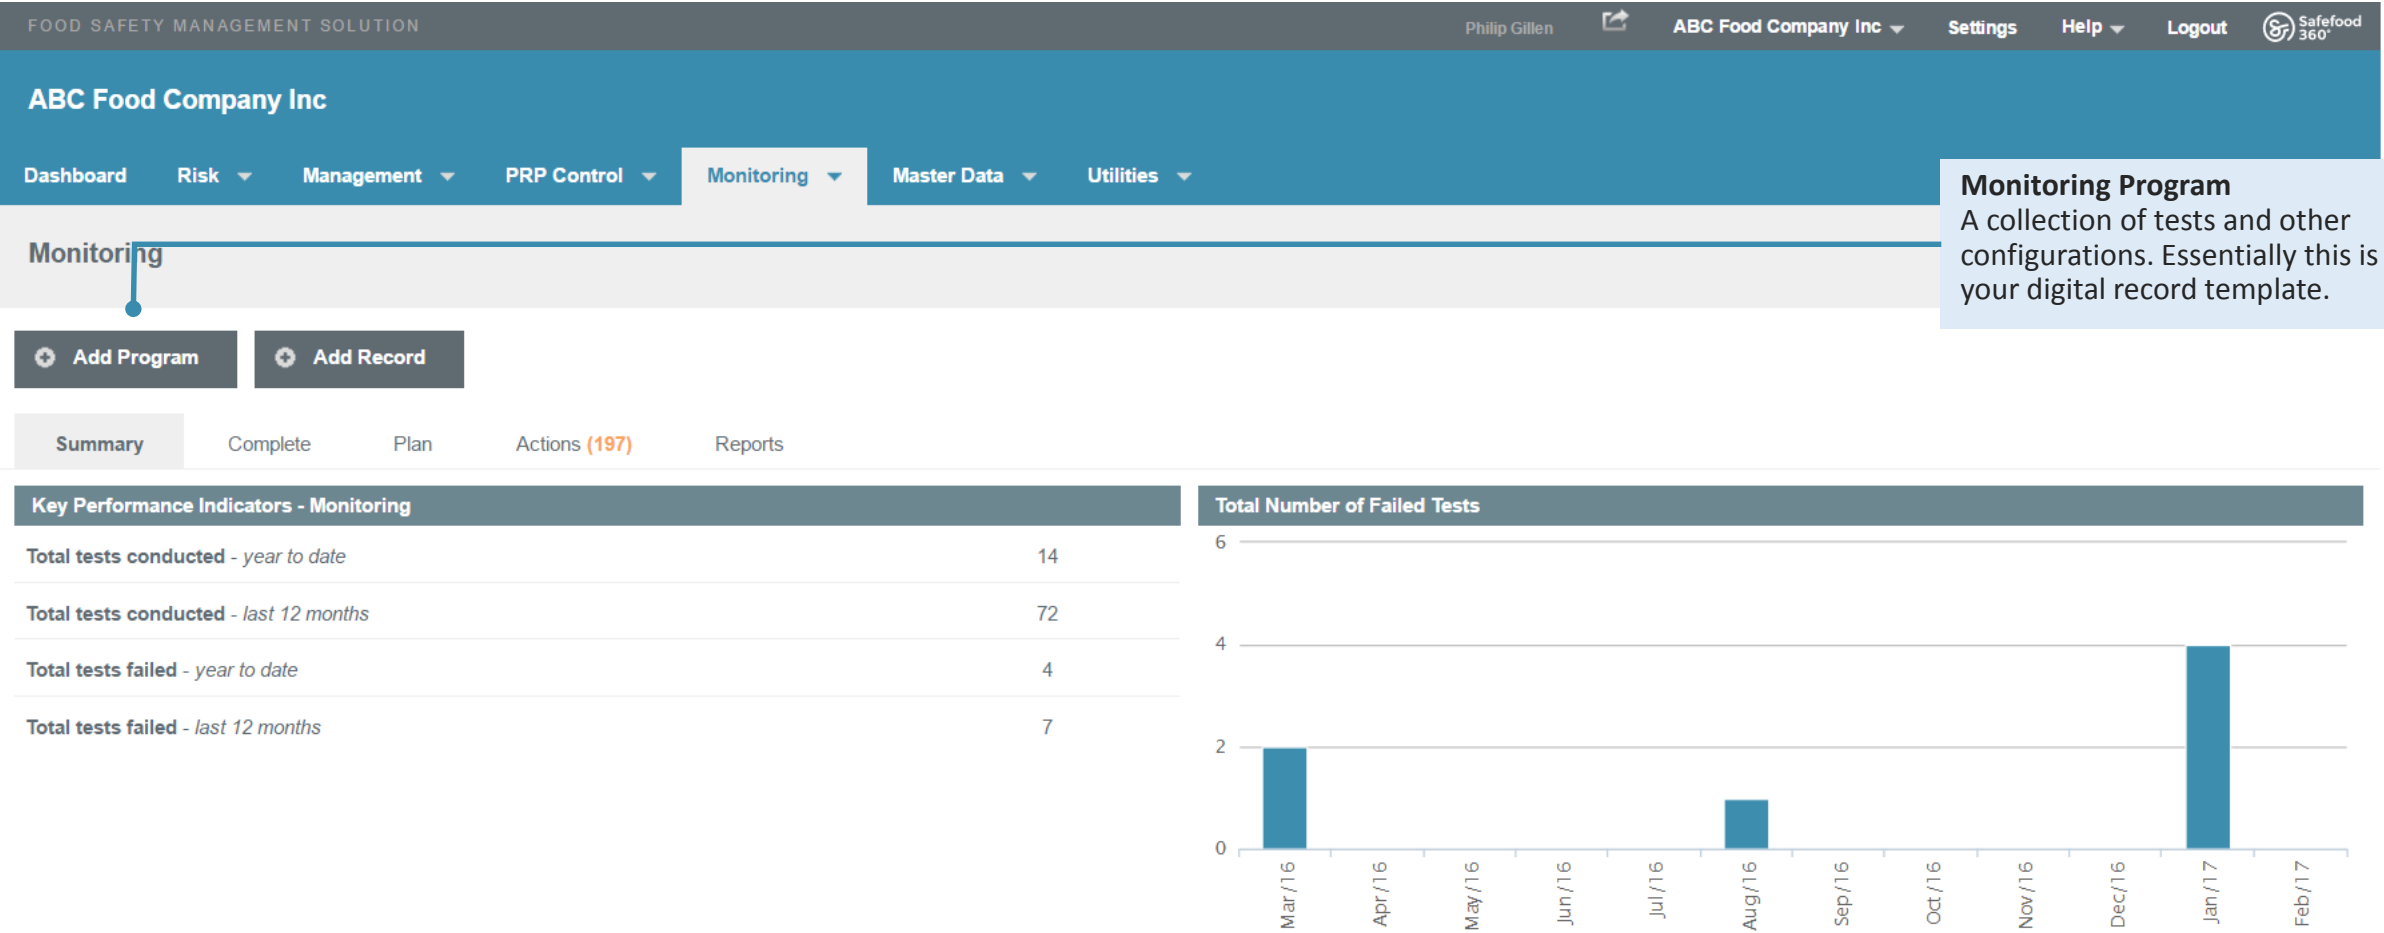 FOOD SAFETY MANAGEMENT SOLUTION
Philip Gillen
ABC Food Company Inc
Settings
Help
Logout
Safefood
360°
ABC Food Company Inc
Dashboard
Risk
Management
PRP Control
Monitoring
Master Data
Utilities
Monitoring Program
A collection of tests and other
configurations. Essentially this is
your digital record template.
Monitoring
Add Program
Add Record
Summary
Complete
Plan
Actions (197)
Reports
Key Performance Indicators - Monitoring
Total tests conducted - year to date 14
Total tests conducted - last 12 months 72
Total tests failed - year to date 4
Total tests failed - last 12 months 7
Total Number of Failed Tests
6
4
2
0
Mar/16
Apr/16
May/16
Jun/16
Jul/16
Aug/16
Sep/16
Oct/16
Nov/16
Dec/16
Jan/17
Feb/17